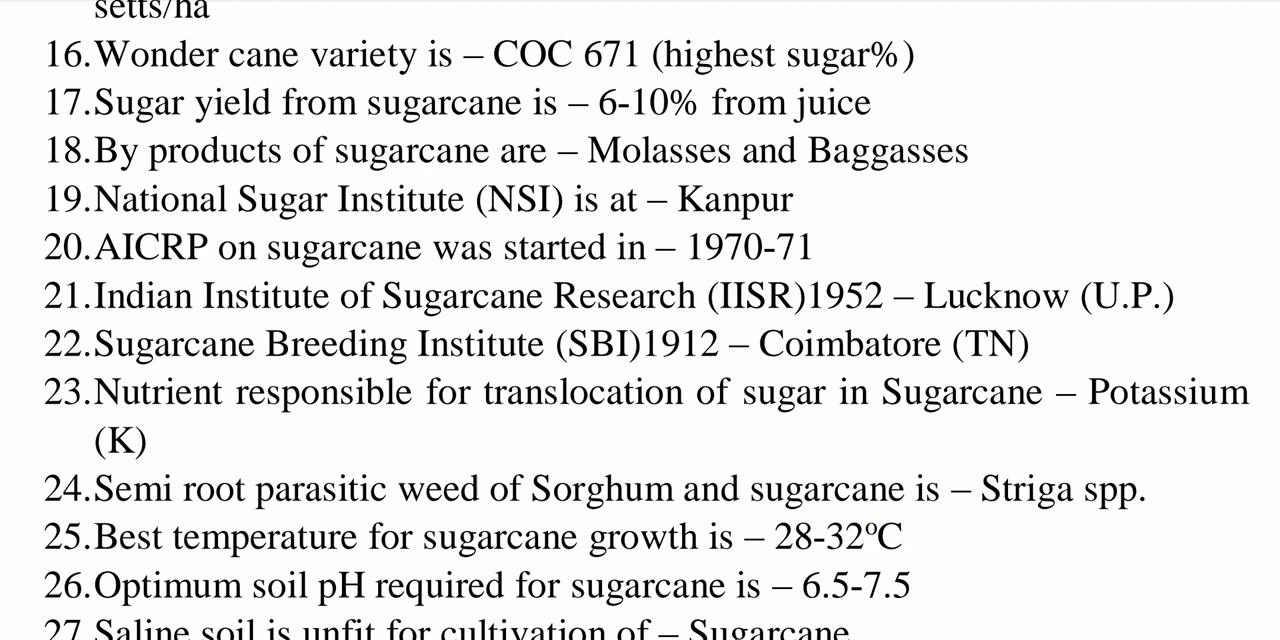 setts/ha
16.Wonder cane variety is – COC 671 (highest sugar%)
17.Sugar yield from sugarcane is – 6-10% from juice
18.By products of sugarcane are – Molasses and Baggasses
19.National Sugar Institute (NSI) is at – Kanpur
20.AICRP on sugarcane was started in – 1970-71
21.Indian Institute of Sugarcane Research (IISR)1952 – Lucknow (U.P.)
22.Sugarcane Breeding Institute (SBI)1912 – Coimbatore (TN)
23.Nutrient responsible for translocation of sugar in Sugarcane – Potassium
(K)
24.Semi root parasitic weed of Sorghum and sugarcane is – Striga spp.
25.Best temperature for sugarcane growth is – 28-32ºC
26.Optimum soil pH required for sugarcane is – 6.5-7.5
27.Saline soil is unfit for cultivation of – Sugarcane